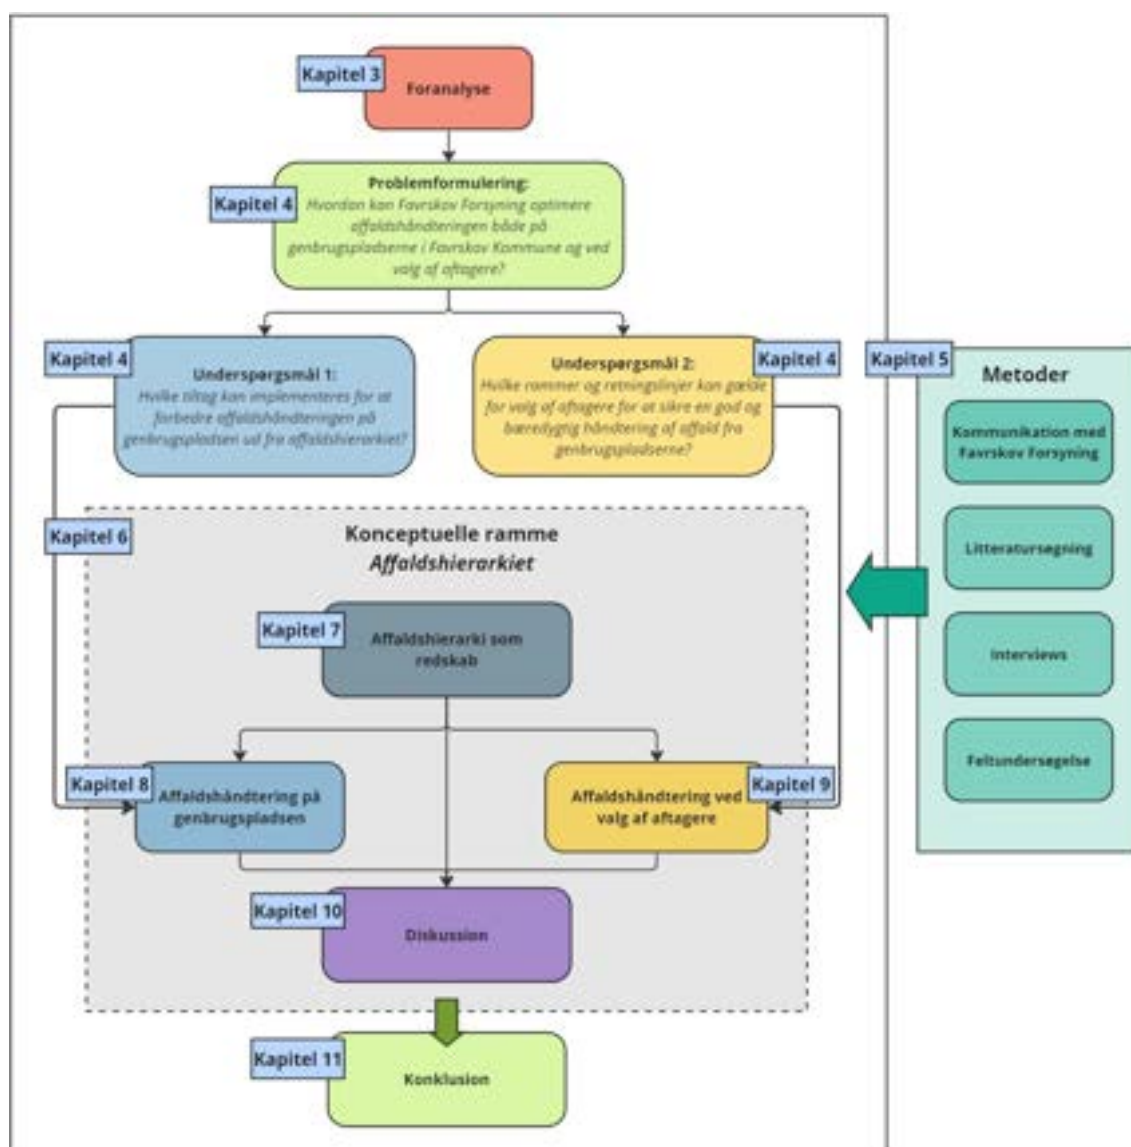 Kapitel 3
Foranalyse
Kapitel 4
Problemformulering:
Hvordan kan Favrskov Forsyning optimere
affaldshåndteringen både på
genbrugspladserne i Favrskov Kommune og ved
valg af aftagere?
Kapitel 4
Underspørgsmål 1:
Hvilke tiltag kan implementeres for at
forbedre affaldshåndteringen på
genbrugspladsen ud fra affaldshierarkiet?
Kapitel 4
Underspørgsmål 2:
Hvilke rammer og retningslinjer kan gælde
for valg af aftagere for at sikre en god og
bæredygtig håndtering af affald fra
genbrugspladserne?
Kapitel 5
Metoder
Kommunikation med
Favrskov Forsyning
Litteratursøgning
Interviews
Feltundersøgelse
Kapitel 6
Konceptuelle ramme
Affaldshierarkiet
Kapitel 7
Affaldshierarki som
redskab
Kapitel 8
Affaldshåndtering på
genbrugspladsen
Kapitel 9
Affaldshåndtering ved
valg af aftagere
Kapitel 10
Diskussion
Kapitel 11
Konklusion